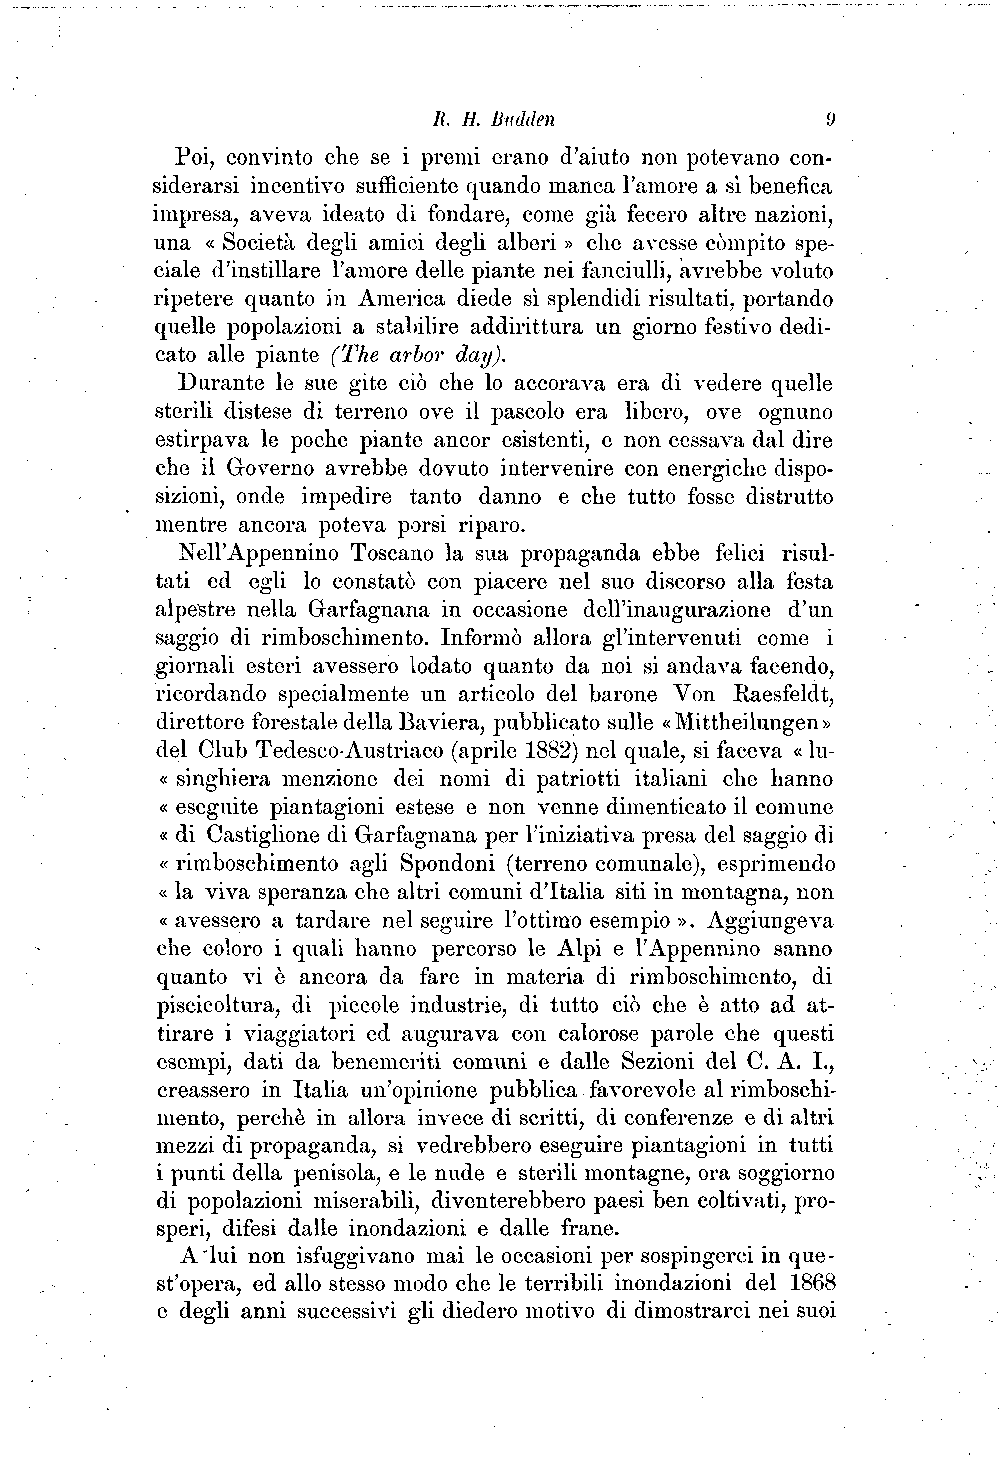 R. H. Budden 9
Poi, convinto che se i premi erano d'aiuto non potevano con-
siderarsi incentivo sufficiente quando manca l'amore a sì benefica
impresa, aveva ideato di fondare, come già fecero altre nazioni,
una « Società degli amici degli alberi » che avesse còmpito spe-
ciale d'instillare l'amore delle piante nei fanciulli, avrebbe voluto
ripetere quanto in America diede sì splendidi risultati, portando
quelle popolazioni a stabilire addirittura un giorno festivo dedi-
cato alle piante (The arbor day).
Durante le sue gite ciò che lo accorava era di vedere quelle
sterili distese di terreno ove il pascolo era libero, ove ognuno
estirpava le poche piante ancor esistenti, e non cessava dal dire
che il Governo avrebbe dovuto intervenire con energiche dispo-
sizioni, onde impedire tanto danno e che tutto fosse distrutto
mentre ancora poteva porsi riparo.
Nell'Appennino Toscano la sua propaganda ebbe felici risul-
tati ed egli lo constatò con piacere nel suo discorso alla festa
alpestre nella Garfagnana in occasione dell'inaugurazione d'un
saggio di rimboschimento. Informò allora gl'intervenuti come i
giornali esteri avessero lodato quanto da noi si andava facendo,
ricordando specialmente un articolo del barone Von Raesfeldt,
direttore forestale della Baviera, pubblicato sulle «Mittheilungen»
del Club Tedesco-Austriaco (aprile 1882) nel quale, si faceva « lu-
« singhiera menzione dei nomi di patriotti italiani che hanno
« eseguite piantagioni estese e non venne dimenticato il comune
« di Castiglione di Garfagnana per l'iniziativa presa del saggio di
« rimboschimento agli Spondoni (terreno comunale), esprimendo
« la viva speranza che altri comuni d'Italia siti in montagna, non
« avessero a tardare nel seguire l'ottimo esempio ». Aggiungeva
che coloro i quali hanno percorso le Alpi e l'Appennino sanno
quanto vi è ancora da fare in materia di rimboschimento, di
piscicoltura, di piccole industrie, di tutto ciò che è atto ad at-
tirare i viaggiatori ed augurava con calorose parole che questi
esempi, dati da benemeriti comuni e dalle Sezioni del C. A. I.,
creassero in Italia un'opinione pubblica favorevole al rimboschi-
mento, perchè in allora invece di scritti, di conferenze e di altri
mezzi di propaganda, si vedrebbero eseguire piantagioni in tutti
i punti della penisola, e le nude e sterili montagne, ora soggiorno
di popolazioni miserabili, diventerebbero paesi ben coltivati, pro-
speri, difesi dalle inondazioni e dalle frane.
A lui non isfuggivano mai le occasioni per sospingerci in que-
st'opera, ed allo stesso modo che le terribili inondazioni del 1868
e degli anni successivi gli diedero motivo di dimostrarci nei suoi